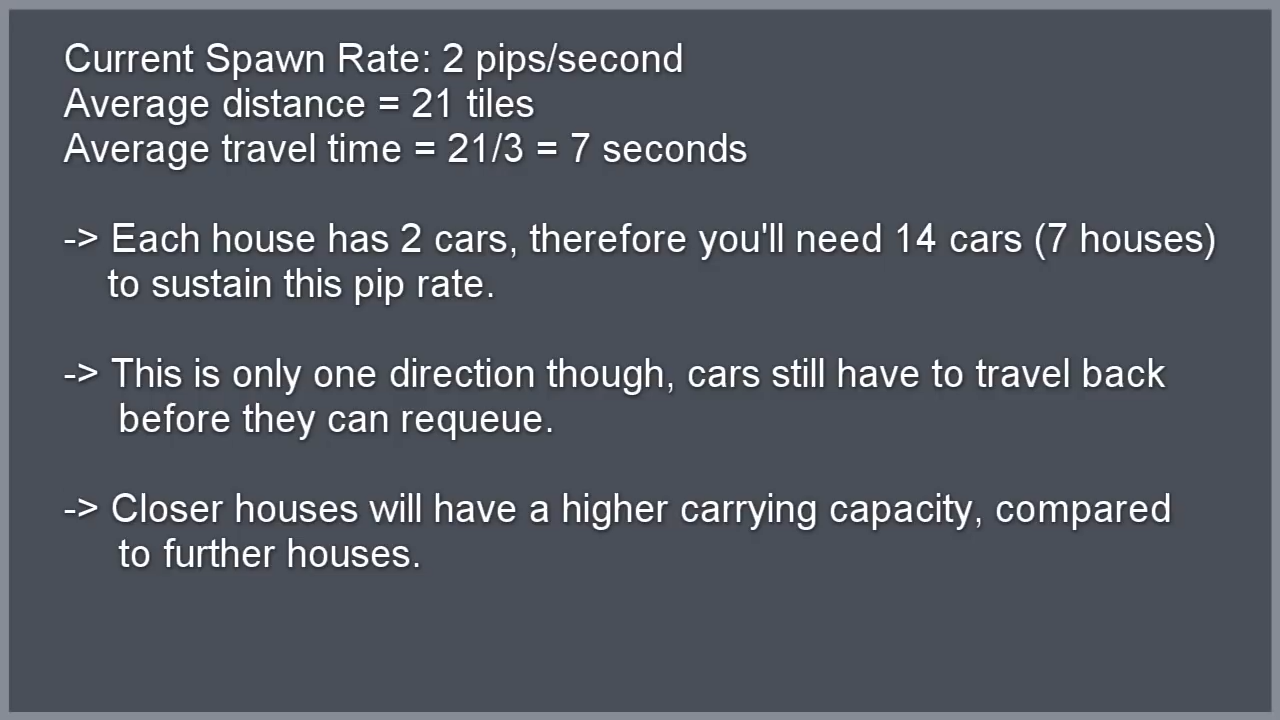 Current Spawn Rate: 2 pips/second
Average distance = 21 tiles
Average travel time = 21/3 = 7 seconds
-> Each house has 2 cars, therefore you'll need 14 cars (7 houses)
to sustain this pip rate.
-> This is only one direction though, cars still have to travel back
before they can requeue.
-> Closer houses will have a higher carrying capacity, compared
to further houses.